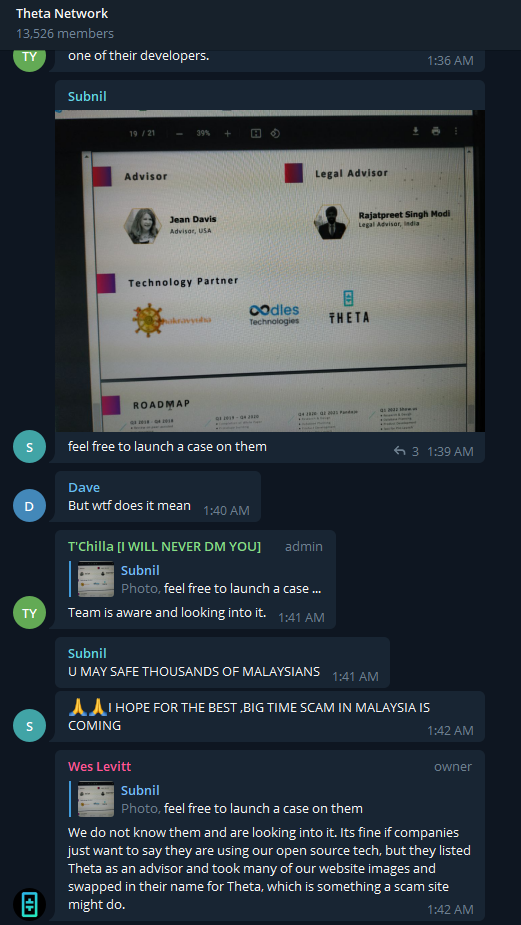 Theta Network
13,526 members
TY
one of their developers.
1:36 AM
Subnil
19 / 21
39%
Advisor
Legal Advisor
Jean Davis
Advisor, USA
Rajatpreet Singh Modi
Legal Advisor, India
Technology Partner
oodles
Technologies
THETA
ROADMAP
S
feel free to launch a case on them
3 1:39 AM
Dave
D
But wtf does it mean
1:40 AM
T'Chilla [I WILL NEVER DM YOU]
admin
Subnil
Photo, feel free to launch a case ...
TY
Team is aware and looking into it.
1:41 AM
Subnil
U MAY SAFE THOUSANDS OF MALAYSIANS
1:41 AM
🙏🙏I HOPE FOR THE BEST ,BIG TIME SCAM IN MALAYSIA IS
S
COMING
1:42 AM
Wes Levitt
owner
Subnil
Photo, feel free to launch a case on them
We do not know them and are looking into it. Its fine if companies
just want to say they are using our open source tech, but they listed
Theta as an advisor and took many of our website images and
swapped in their name for Theta, which is something a scam site
might do.
1:42 AM